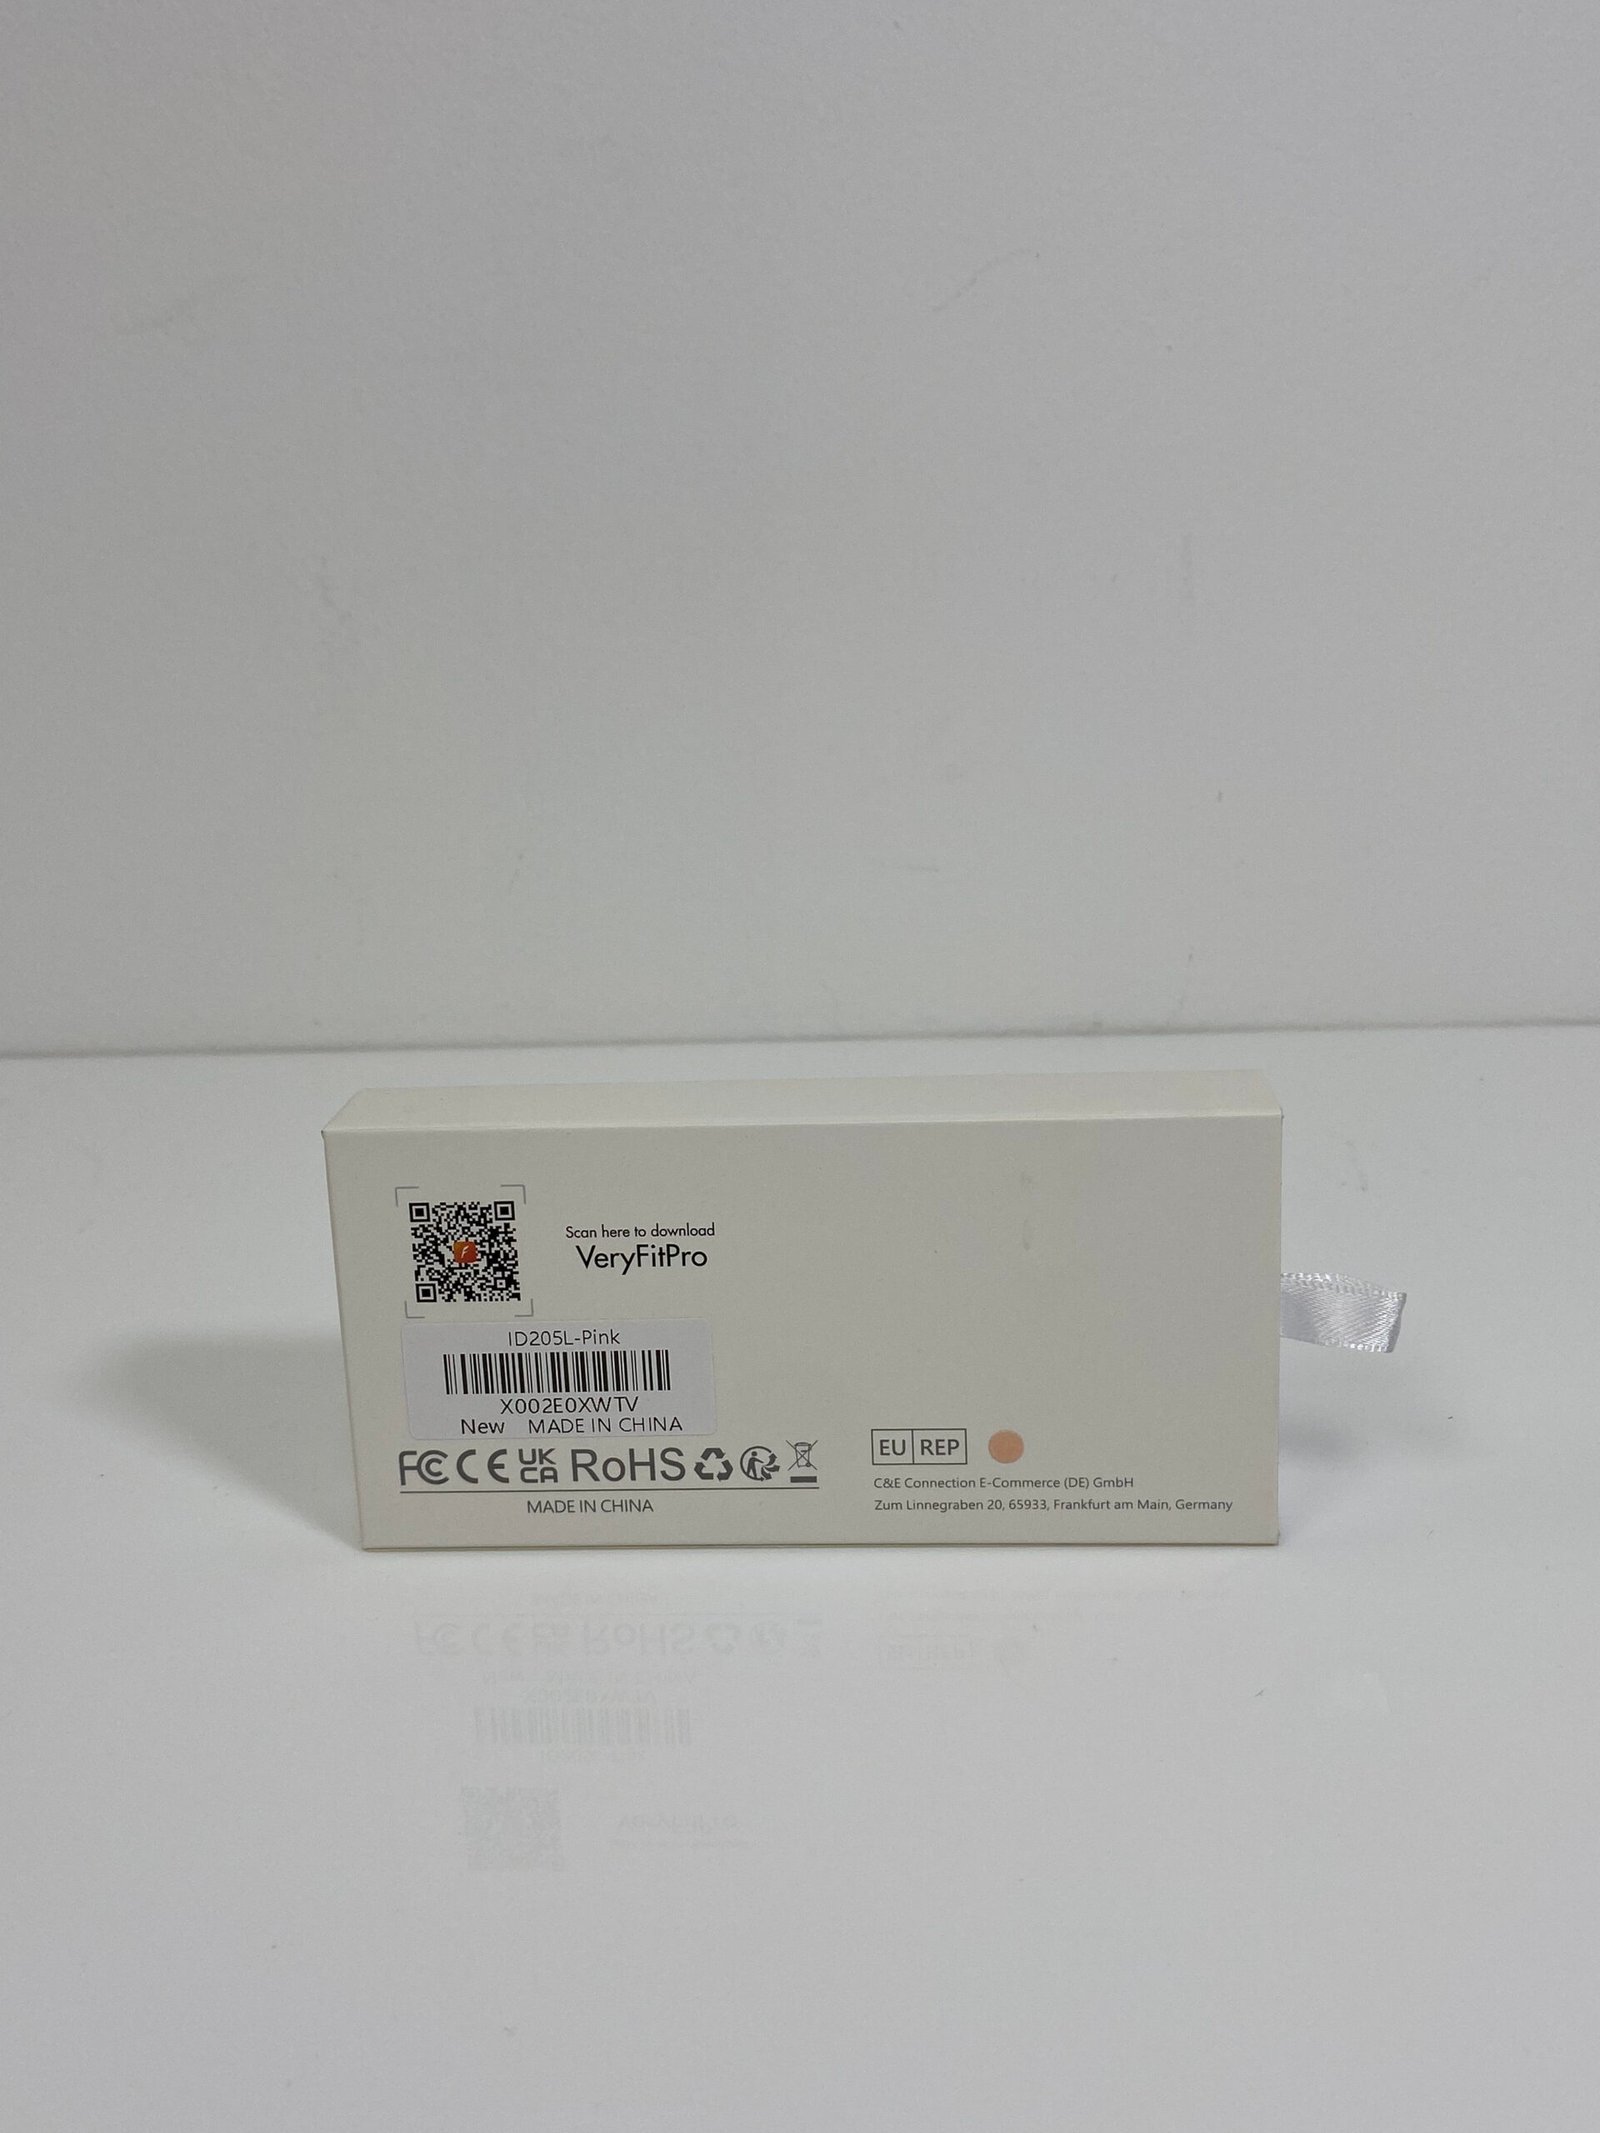 Scan here to download
VeryFitPro
ID205L-Pink
X002E0XWTV
New MADE IN CHINA
FC CE UK CA RoHS
MADE IN CHINA
EU REP
C&E Connection E-Commerce (DE) GmbH
Zum Linnegraben 20, 65933, Frankfurt am Main, Germany